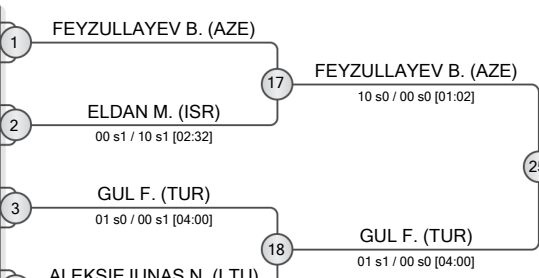 FEYZULLAYEV B. (AZE)
1
17
FEYZULLAYEV B. (AZE)
10 s0 / 00 s0 [01:02]
ELDAN M. (ISR)
2
00 s1 / 10 s1 [02:32]
GUL F. (TUR)
3
01 s0 / 00 s1 [04:00]
18
GUL F. (TUR)
01 s1 / 00 s0 [04:00]
ALEKSIEJUNAS N. (LTU)